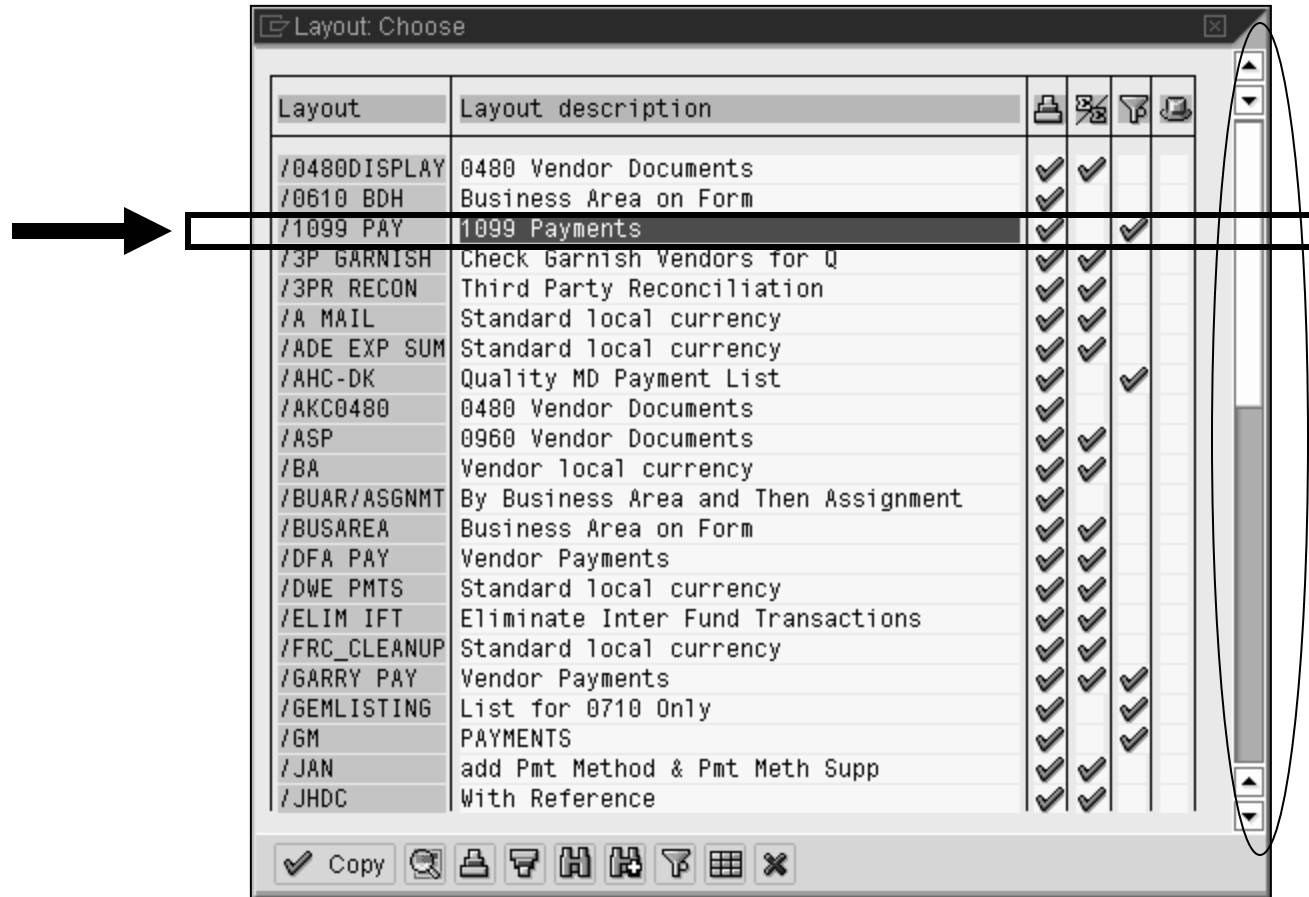 Layout: Choose
Layout Layout description
/0480DISPLAY 0480 Vendor Documents
/0610 BDH Business Area on Form
/1099 PAY 1099 Payments
/3P GARNISH Check Garnish Vendors for Q
/3PR RECON Third Party Reconciliation
/A MAIL Standard local currency
/ADE EXP SUM Standard local currency
/AHC-DK Quality MD Payment List
/AKC0480 0480 Vendor Documents
/ASP 0960 Vendor Documents
/BA Vendor local currency
/BUAR/ASGNMT By Business Area and Then Assignment
/BUSAREA Business Area on Form
/DFA PAY Vendor Payments
/DWE PMTS Standard local currency
/ELIM IFT Eliminate Inter Fund Transactions
/FRC_CLEANUP Standard local currency
/GARRY PAY Vendor Payments
/GEMLISTING List for 0710 Only
/GM PAYMENTS
/JAN add Pmt Method & Pmt Meth Supp
/JHDC With Reference
Copy